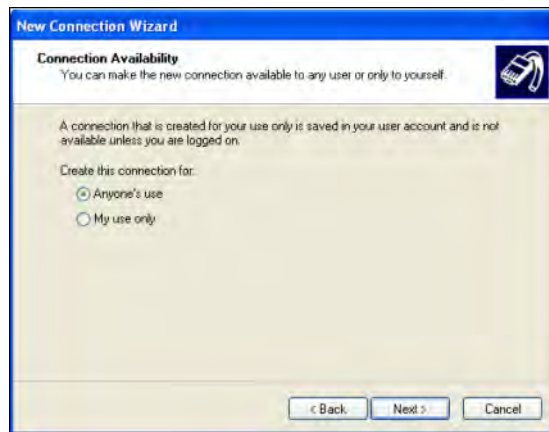 New Connection Wizard
Connection Availability
You can make the new connection available to any user or only to yourself.
A connection that is created for your use only is saved in your user account and is not
available unless you are logged on.
Create this connection for:
Anyone's use
My use only
< Back
Next >
Cancel